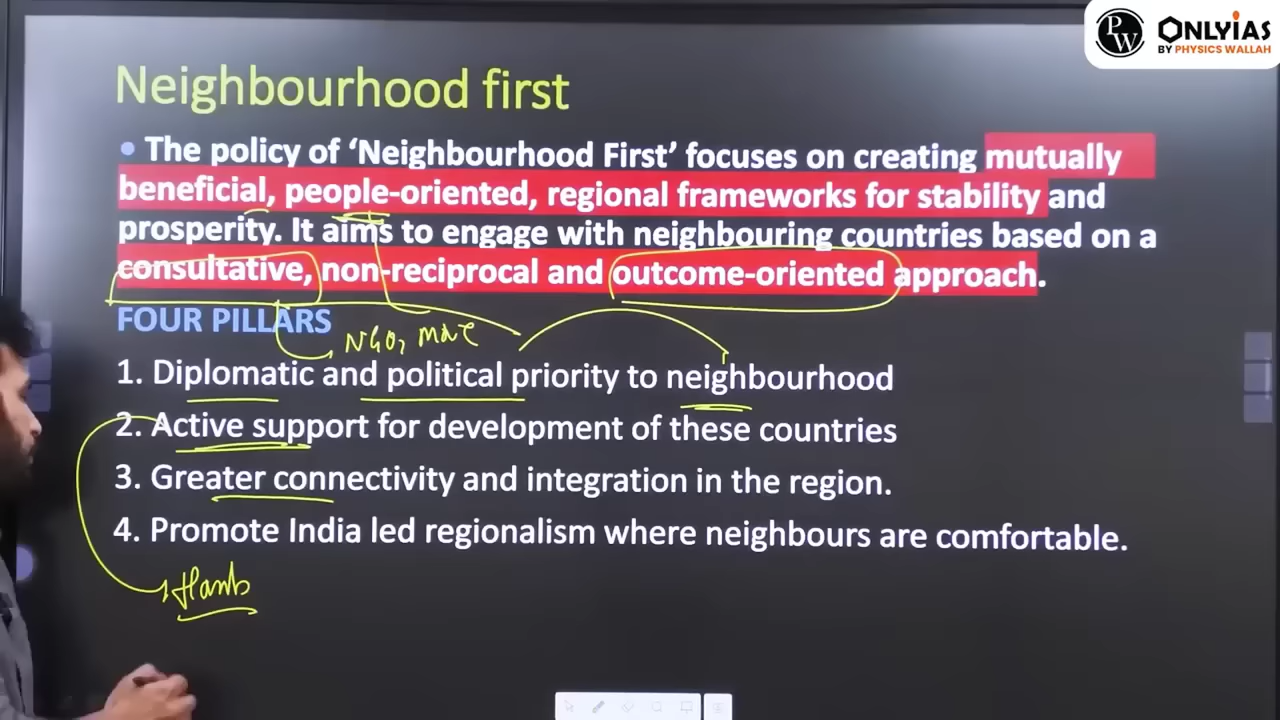 PW
ONLYIAS
BY PHYSICS WALLAH
Neighbourhood first
• The policy of ‘Neighbourhood First’ focuses on creating mutually
beneficial, people-oriented, regional frameworks for stability and
prosperity. It aims to engage with neighbouring countries based on a
consultative, non-reciprocal and outcome-oriented approach.
FOUR PILLARS
NGO,
1. Diplomatic and political priority to neighbourhood
2. Active support for development of these countries
3. Greater connectivity and integration in the region.
4. Promote India led regionalism where neighbours are comfortable.